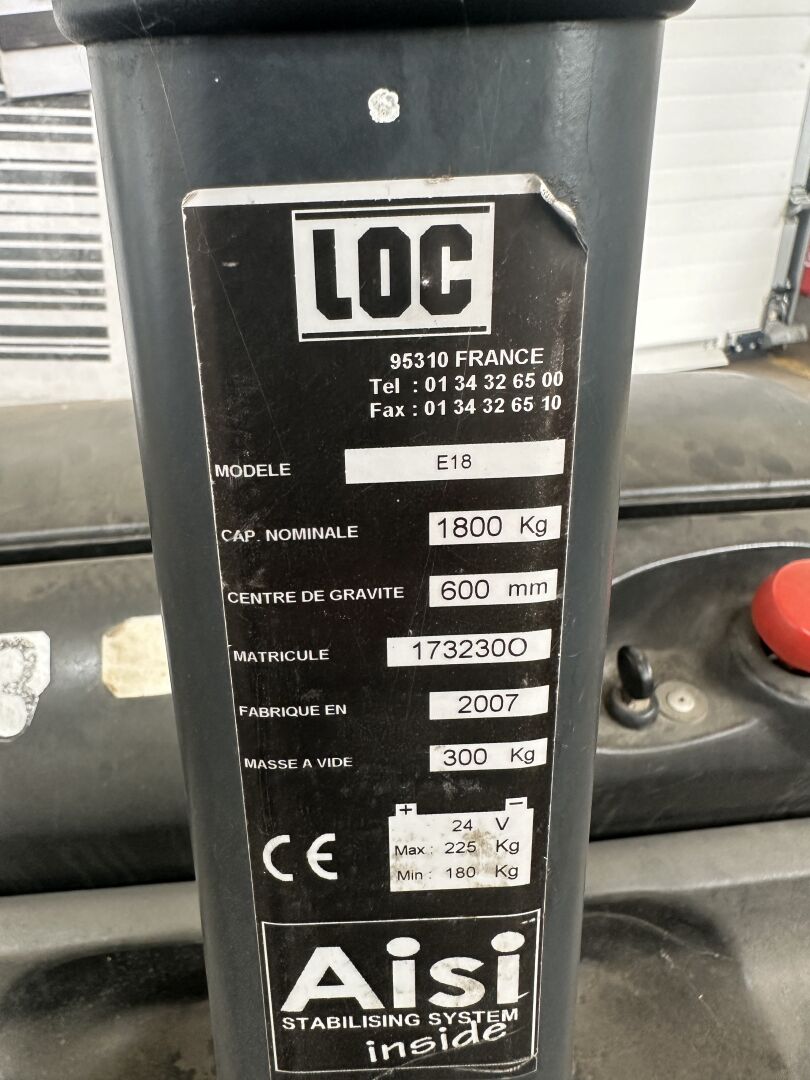 LOC
95310 FRANCE
Tel : 01 34 32 65 00
Fax : 01 34 32 65 10
MODELE E18
CAP. NOMINALE 1800 Kg
CENTRE DE GRAVITE 600 mm
MATRICULE 173230O
FABRIQUE EN 2007
MASSE A VIDE 300 Kg
+ −
24 V
Max : 225 Kg
Min : 180 Kg
CE
Aisi
STABILISING SYSTEM
inside